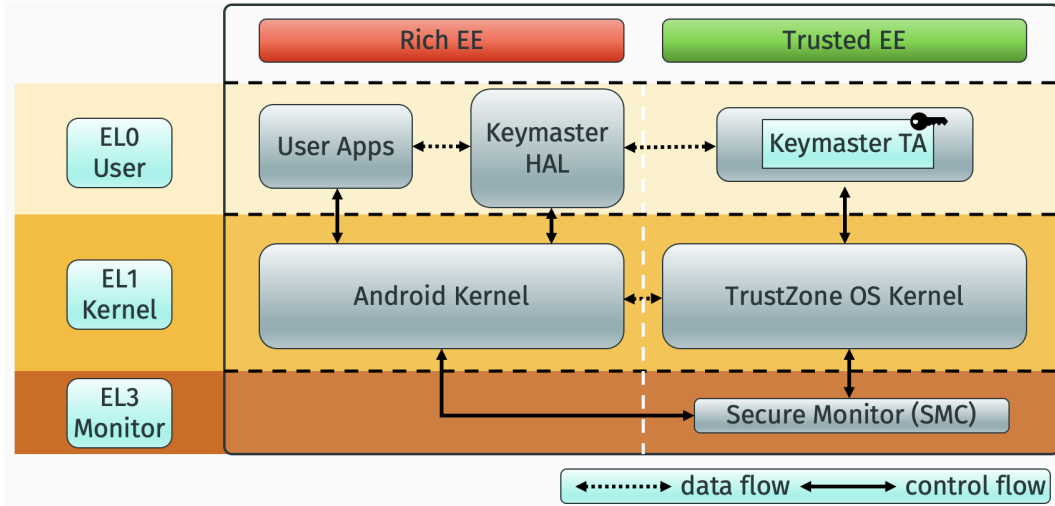 Rich EE
Trusted EE
EL0
User
User Apps
Keymaster
HAL
Keymaster TA
EL1
Kernel
Android Kernel
TrustZone OS Kernel
EL3
Monitor
Secure Monitor (SMC)
data flow
control flow